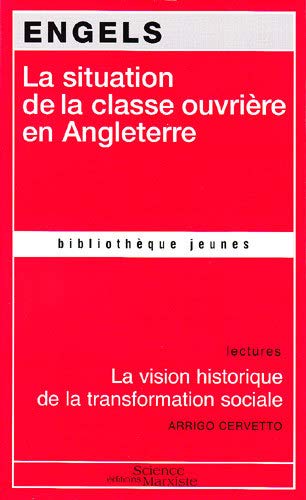 ENGELS
La situation
de la classe ouvrière
en Angleterre
bibliothèque jeunes
lectures
La vision historique
de la transformation sociale
ARRIGO CERVETTO
Science
éditions Marxiste